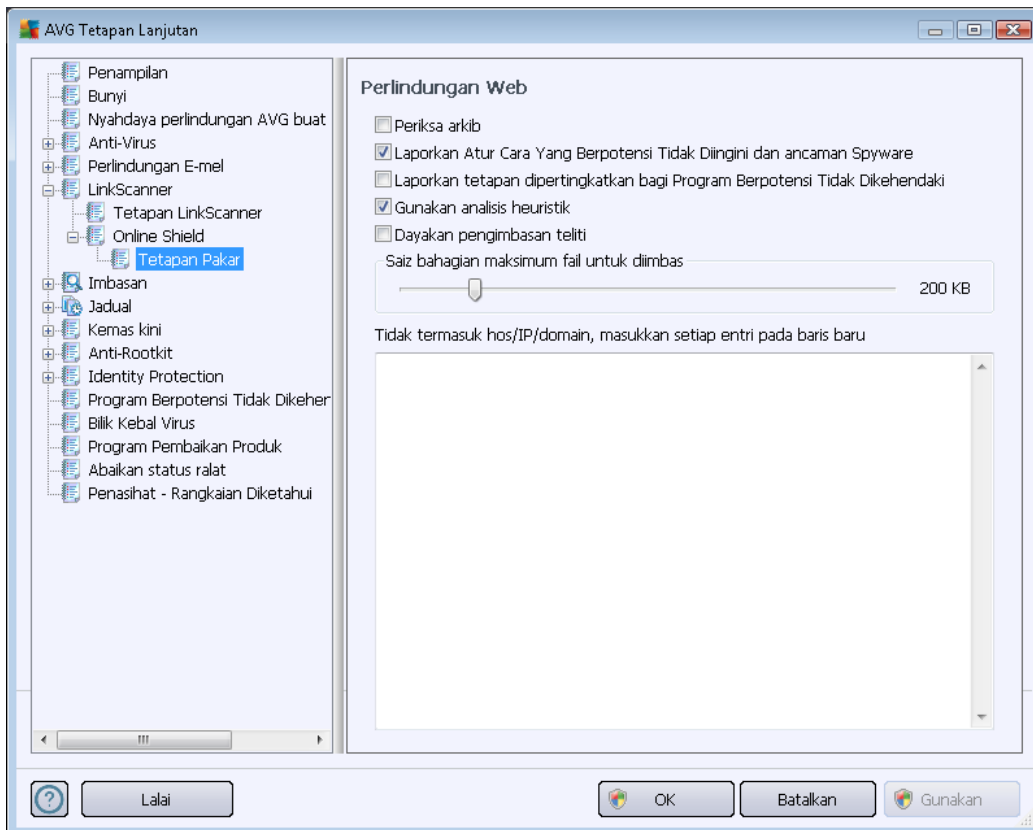 AVG Tetapan Lanjutan
Penampilan
Bunyi
Nyahdaya perlindungan AVG buat
Anti-Virus
Perlindungan E-mel
LinkScanner
Tetapan LinkScanner
Online Shield
Tetapan Pakar
Imbasan
Jadual
Kemas kini
Anti-Rootkit
Identity Protection
Program Berpotensi Tidak Dikeher
Bilik Kebal Virus
Program Pembaikan Produk
Abaikan status ralat
Penasihat - Rangkaian Diketahui
Perlindungan Web
Periksa arkib
Laporkan Atur Cara Yang Berpotensi Tidak Diingini dan ancaman Spyware
Laporkan tetapan dipertingkatkan bagi Program Berpotensi Tidak Dikehendaki
Gunakan analisis heuristik
Dayakan pengimbasan teliti
Saiz bahagian maksimum fail untuk diimbas
200 KB
Tidak termasuk hos/IP/domain, masukkan setiap entri pada baris baru
Lalai
OK
Batalkan
Gunakan